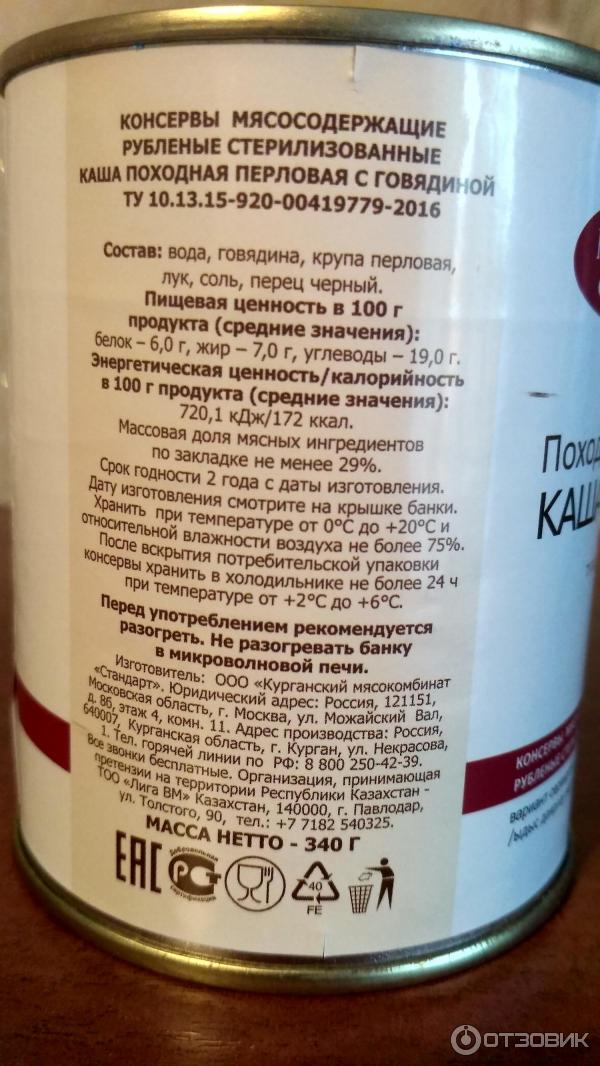 КОНСЕРВЫ МЯСОСОДЕРЖАЩИЕ
РУБЛЕНЫЕ СТЕРИЛИЗОВАННЫЕ
КАША ПОХОДНАЯ ПЕРЛОВАЯ С ГОВЯДИНОЙ
ТУ 10.13.15-920-00419779-2016
Состав: вода, говядина, крупа перловая,
лук, соль, перец черный.
Пищевая ценность в 100 г
продукта (средние значения):
белок – 6,0 г, жир – 7,0 г, углеводы – 19,0 г.
Энергетическая ценность/калорийность
в 100 г продукта (средние значения):
720,1 кДж/172 ккал.
Массовая доля мясных ингредиентов
по закладке не менее 29%.
Срок годности 2 года с даты изготовления.
Дату изготовления смотрите на крышке банки.
Хранить при температуре от 0°С до +20°С и
относительной влажности воздуха не более 75%.
После вскрытия потребительской упаковки
консервы хранить в холодильнике не более 24 ч
при температуре от +2°С до +6°С.
Перед употреблением рекомендуется
разогреть. Не разогревать банку
в микроволновой печи.
Изготовитель: ООО «Курганский мясокомбинат
«Стандарт». Юридический адрес: Россия, 121151,
Московская область, г. Москва, ул. Можайский Вал,
д. 8б, этаж 4, комн. 11. Адрес производства: Россия,
640007, Курганская область, г. Курган, ул. Некрасова,
1. Тел. горячей линии по РФ: 8 800 250-42-39.
Все звонки бесплатные. Организация, принимающая
претензии на территории Республики Казахстан -
ТОО «Лига ВМ» Казахстан, 140000, г. Павлодар,
ул. Толстого, 90, тел.: +7 7182 540325.
МАССА НЕТТО - 340 Г
ЕАС
Добровольная
сертификация
40
FE
Поход
КАША
КОНСЕРВЫ МЯ
РУБЛЕНЫЕ СТЕ
вариант
/ыдыс
ОТЗОВИК